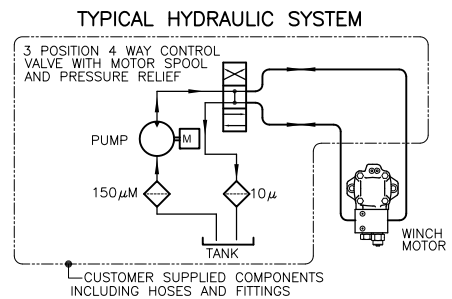 TYPICAL HYDRAULIC SYSTEM
3 POSITION 4 WAY CONTROL
VALVE WITH MOTOR SPOOL
AND PRESSURE RELIEF
PUMP
M
150µM
10µ
TANK
WINCH
MOTOR
CUSTOMER SUPPLIED COMPONENTS
INCLUDING HOSES AND FITTINGS